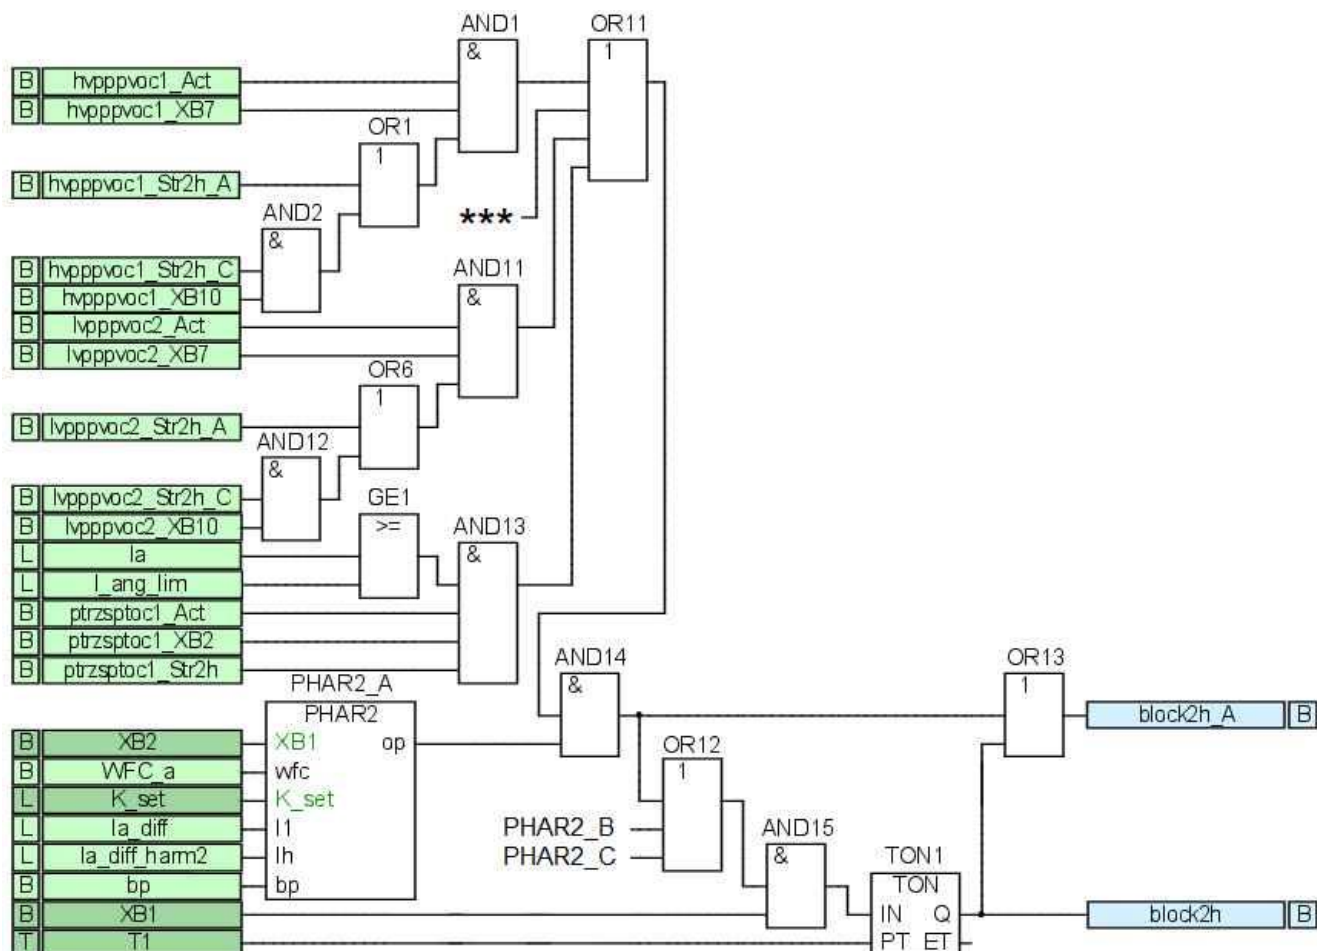 AND1 OR11
& 1
B hvpppvoc1_Act
B hvpppvoc1_XB7
OR1
1
B hvpppvoc1_Str2h_A
AND2 ***
&
B hvpppvoc1_Str2h_C
AND11
&
B hvpppvoc1_XB10
B lvpppvoc2_Act
B lvpppvoc2_XB7
OR6
1
B lvpppvoc2_Str2h_A
AND12
&
B lvpppvoc2_Str2h_C
GE1
>=
B lvpppvoc2_XB10
AND13
&
L Ia
L I_ang_lim
B ptrzsptoc1_Act
B ptrzsptoc1_XB2
B ptrzsptoc1_Str2h
AND14 OR13
& 1
PHAR2_A
PHAR2
block2h_A B
B XB2 XB1 op
OR12
1
B WFC_a wfc
L K_set K_set
L Ia_diff I1
PHAR2_B
AND15
&
L Ia_diff_harm2 Ih
PHAR2_C
TON1
TON
B bp bp
B XB1
IN Q
block2h B
T T1
PT ET